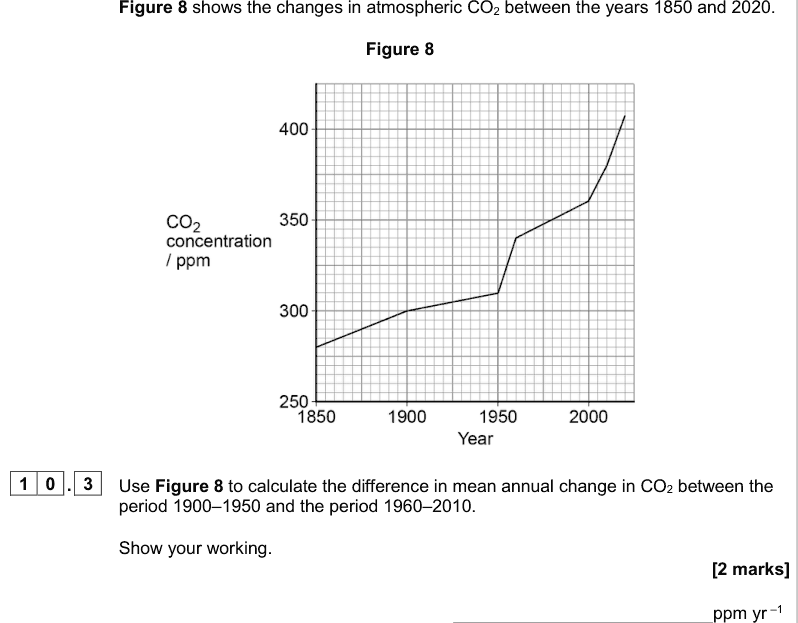 Figure 8 shows the changes in atmospheric CO₂ between the years 1850 and 2020.
Figure 8
400
350
300
250
CO₂
concentration
/ ppm
1850 1900 1950 2000
Year
1 0 . 3 Use Figure 8 to calculate the difference in mean annual change in CO₂ between the
period 1900–1950 and the period 1960–2010.
Show your working.
[2 marks]
ppm yr⁻¹